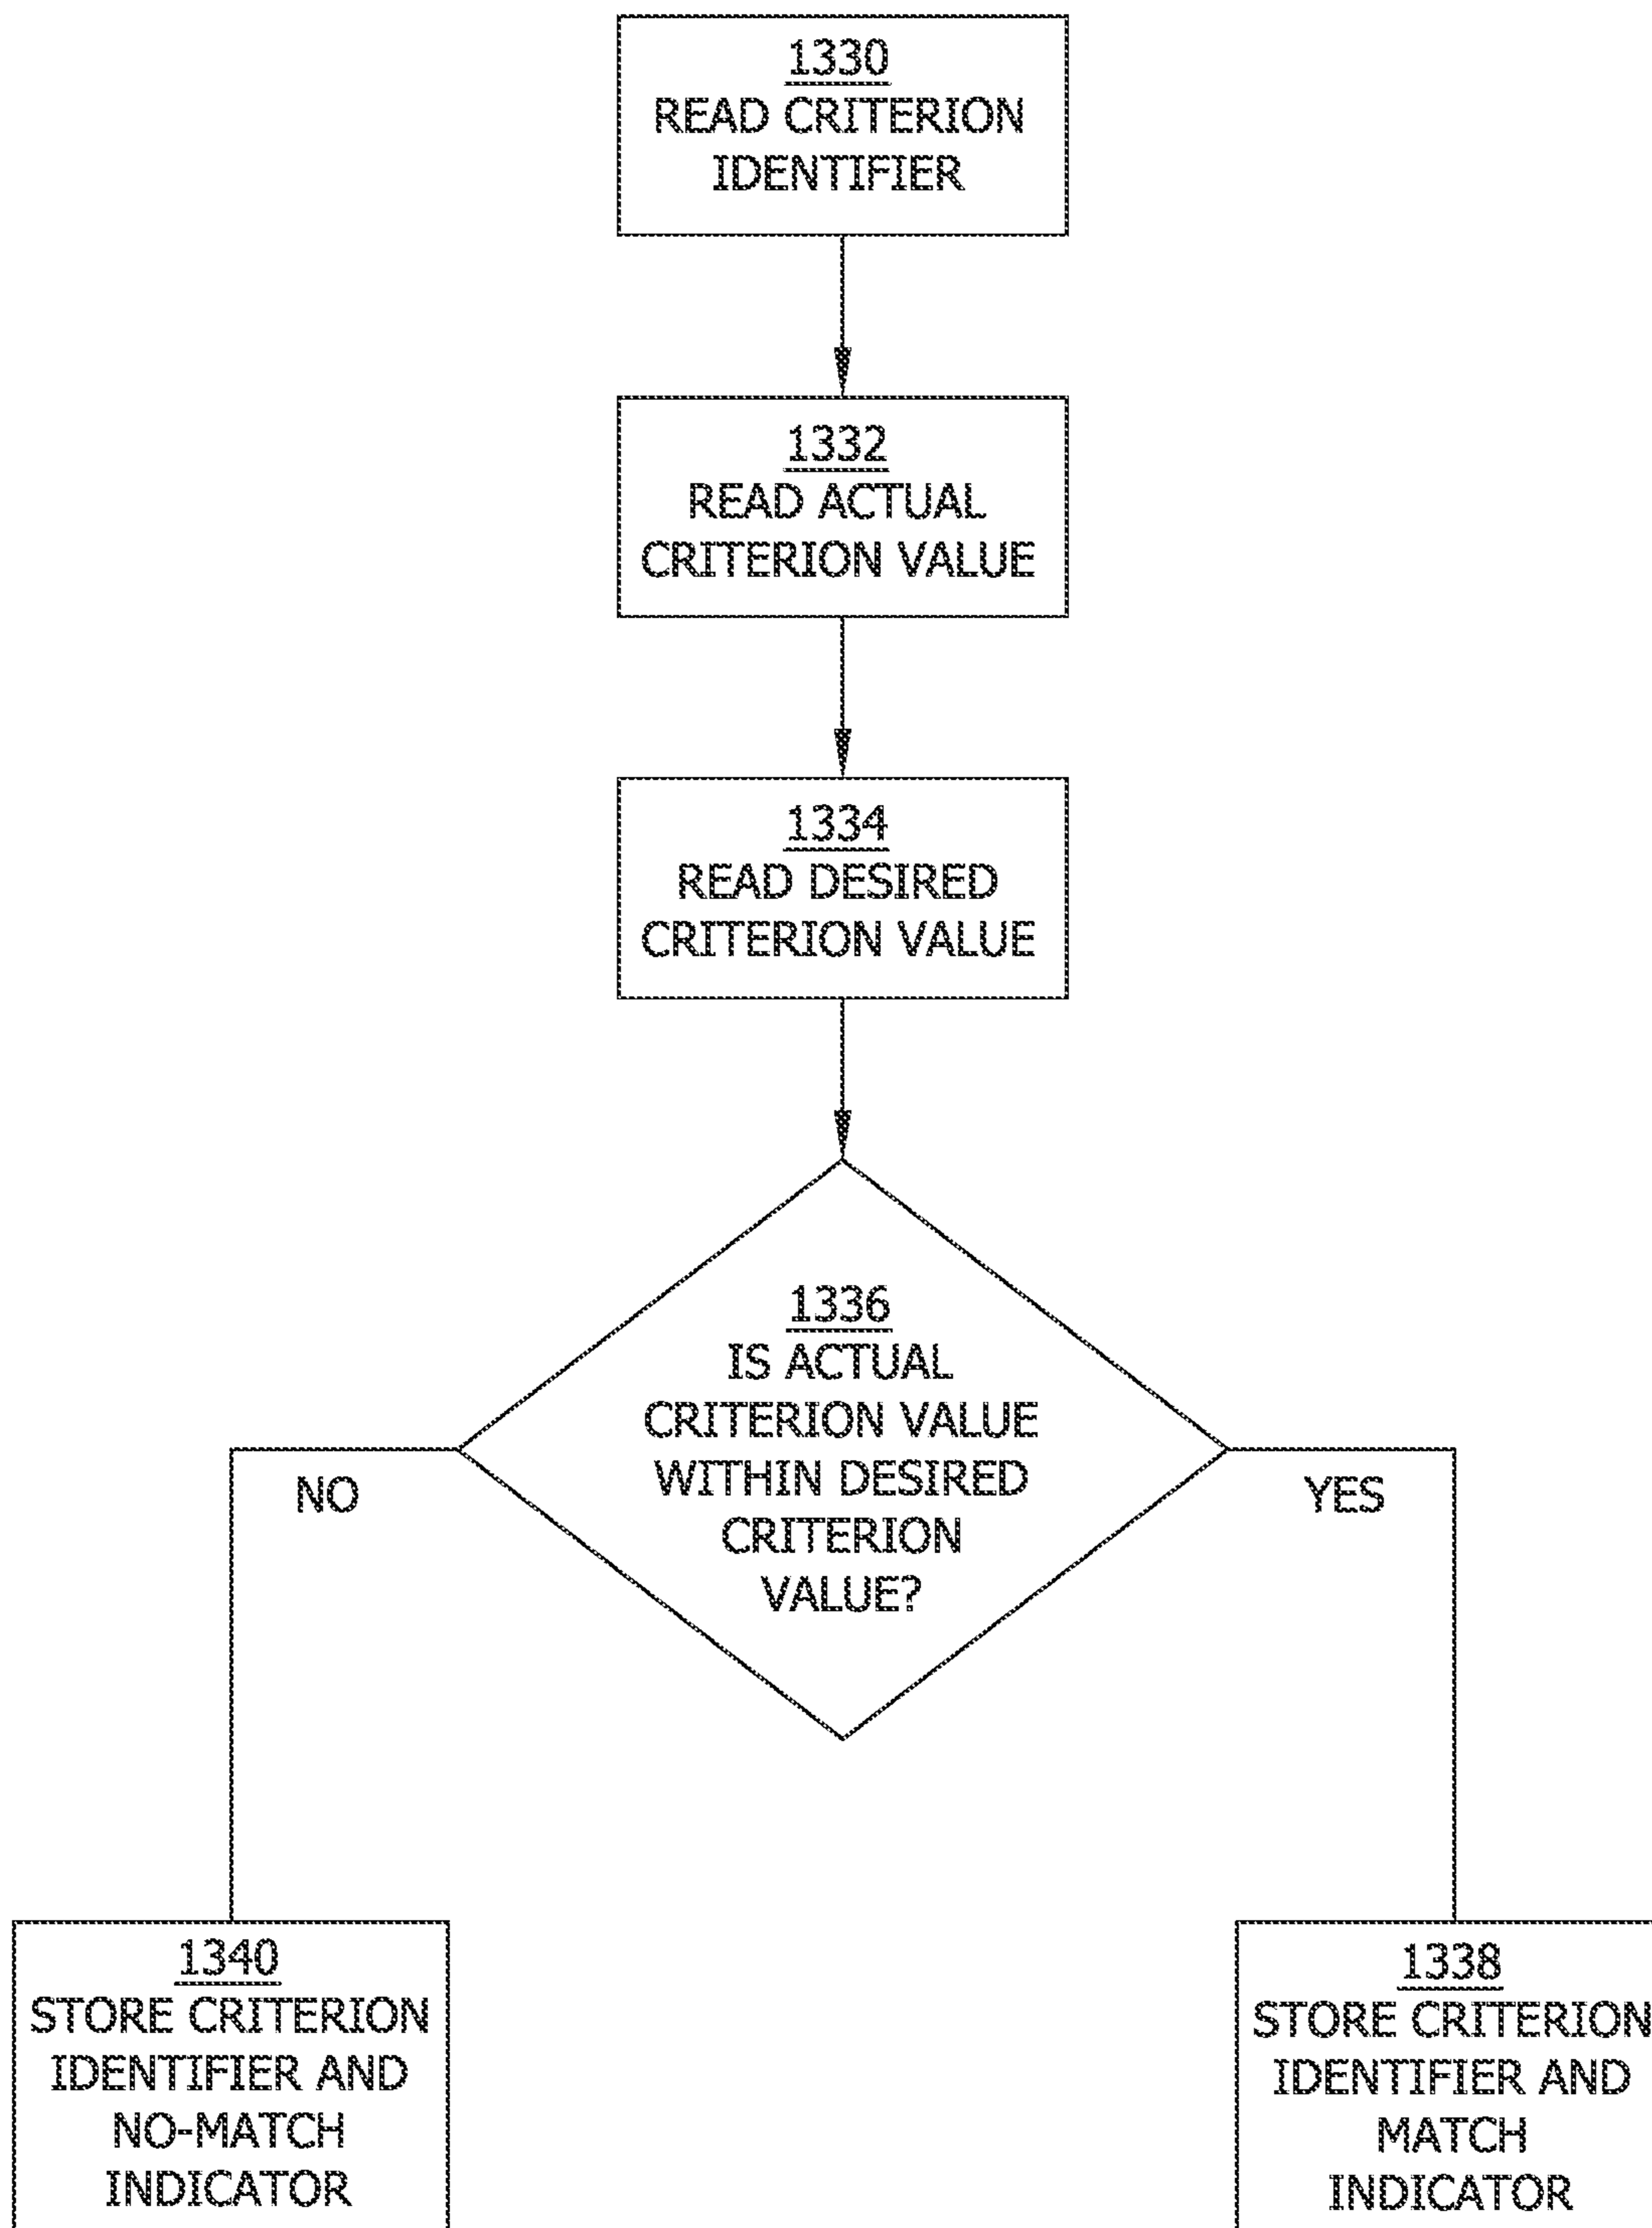 1330
READ CRITERION
IDENTIFIER
1332
READ ACTUAL
CRITERION VALUE
1334
READ DESIRED
CRITERION VALUE
1336
IS ACTUAL
CRITERION VALUE
WITHIN DESIRED
CRITERION
VALUE?
NO
YES
1340
STORE CRITERION
IDENTIFIER AND
NO-MATCH
INDICATOR
1338
STORE CRITERION
IDENTIFIER AND
MATCH
INDICATOR